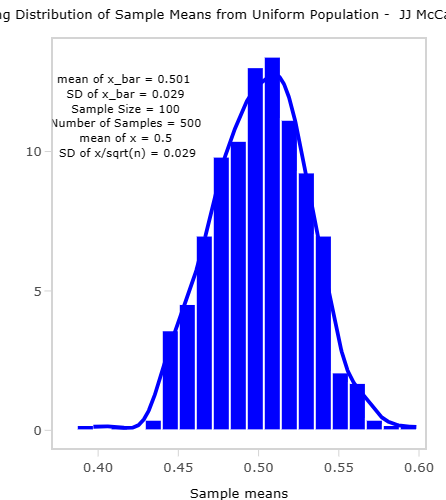 ng Distribution of Sample Means from Uniform Population - JJ McCa
mean of x_bar = 0.501
SD of x_bar = 0.029
Sample Size = 100
Number of Samples = 500
mean of x = 0.5
SD of x/sqrt(n) = 0.029
10
5
0
0.40 0.45 0.50 0.55 0.60
Sample means